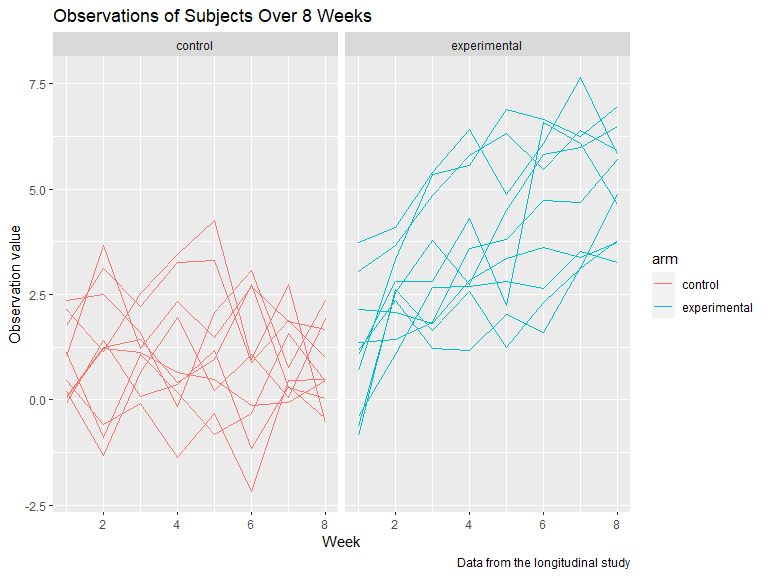 Observations of Subjects Over 8 Weeks
control
experimental
7.5
5.0
2.5
0.0
-2.5
Observation value
2 4 6 8
2 4 6 8
Week
arm
control
experimental
Data from the longitudinal study